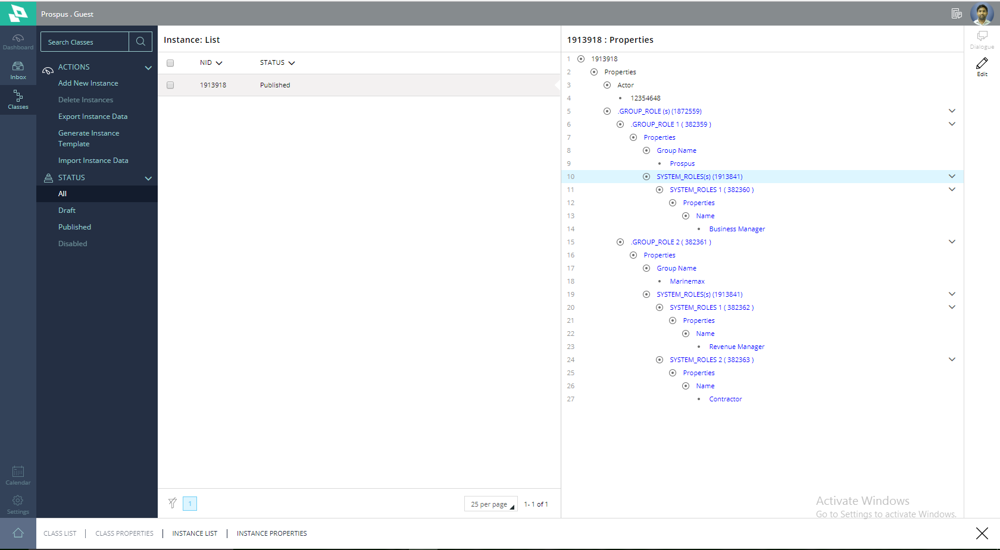 Prospus . Guest
Dashboard
Inbox
Classes
Calendar
Settings
Search Classes
ACTIONS
Add New Instance
Delete Instances
Export Instance Data
Generate Instance
Template
Import Instance Data
STATUS
All
Draft
Published
Disabled
Instance: List
NID STATUS
1913918 Published
1
25 per page 1- 1 of 1
1913918 : Properties
1 1913918
2 Properties
3 Actor
4 12354648
5 .GROUP_ROLE (s) (1872559)
6 .GROUP_ROLE 1 ( 382359 )
7 Properties
8 Group Name
9 Prospus
10 SYSTEM_ROLES(s) (1913841)
11 SYSTEM_ROLES 1 ( 382360 )
12 Properties
13 Name
14 Business Manager
15 .GROUP_ROLE 2 ( 382361 )
16 Properties
17 Group Name
18 Marinemax
19 SYSTEM_ROLES(s) (1913841)
20 SYSTEM_ROLES 1 ( 382362 )
21 Properties
22 Name
23 Revenue Manager
24 SYSTEM_ROLES 2 ( 382363 )
25 Properties
26 Name
27 Contractor
Dialogue
Edit
Activate Windows
Go to Settings to activate Windows.
CLASS LIST | CLASS PROPERTIES | INSTANCE LIST | INSTANCE PROPERTIES